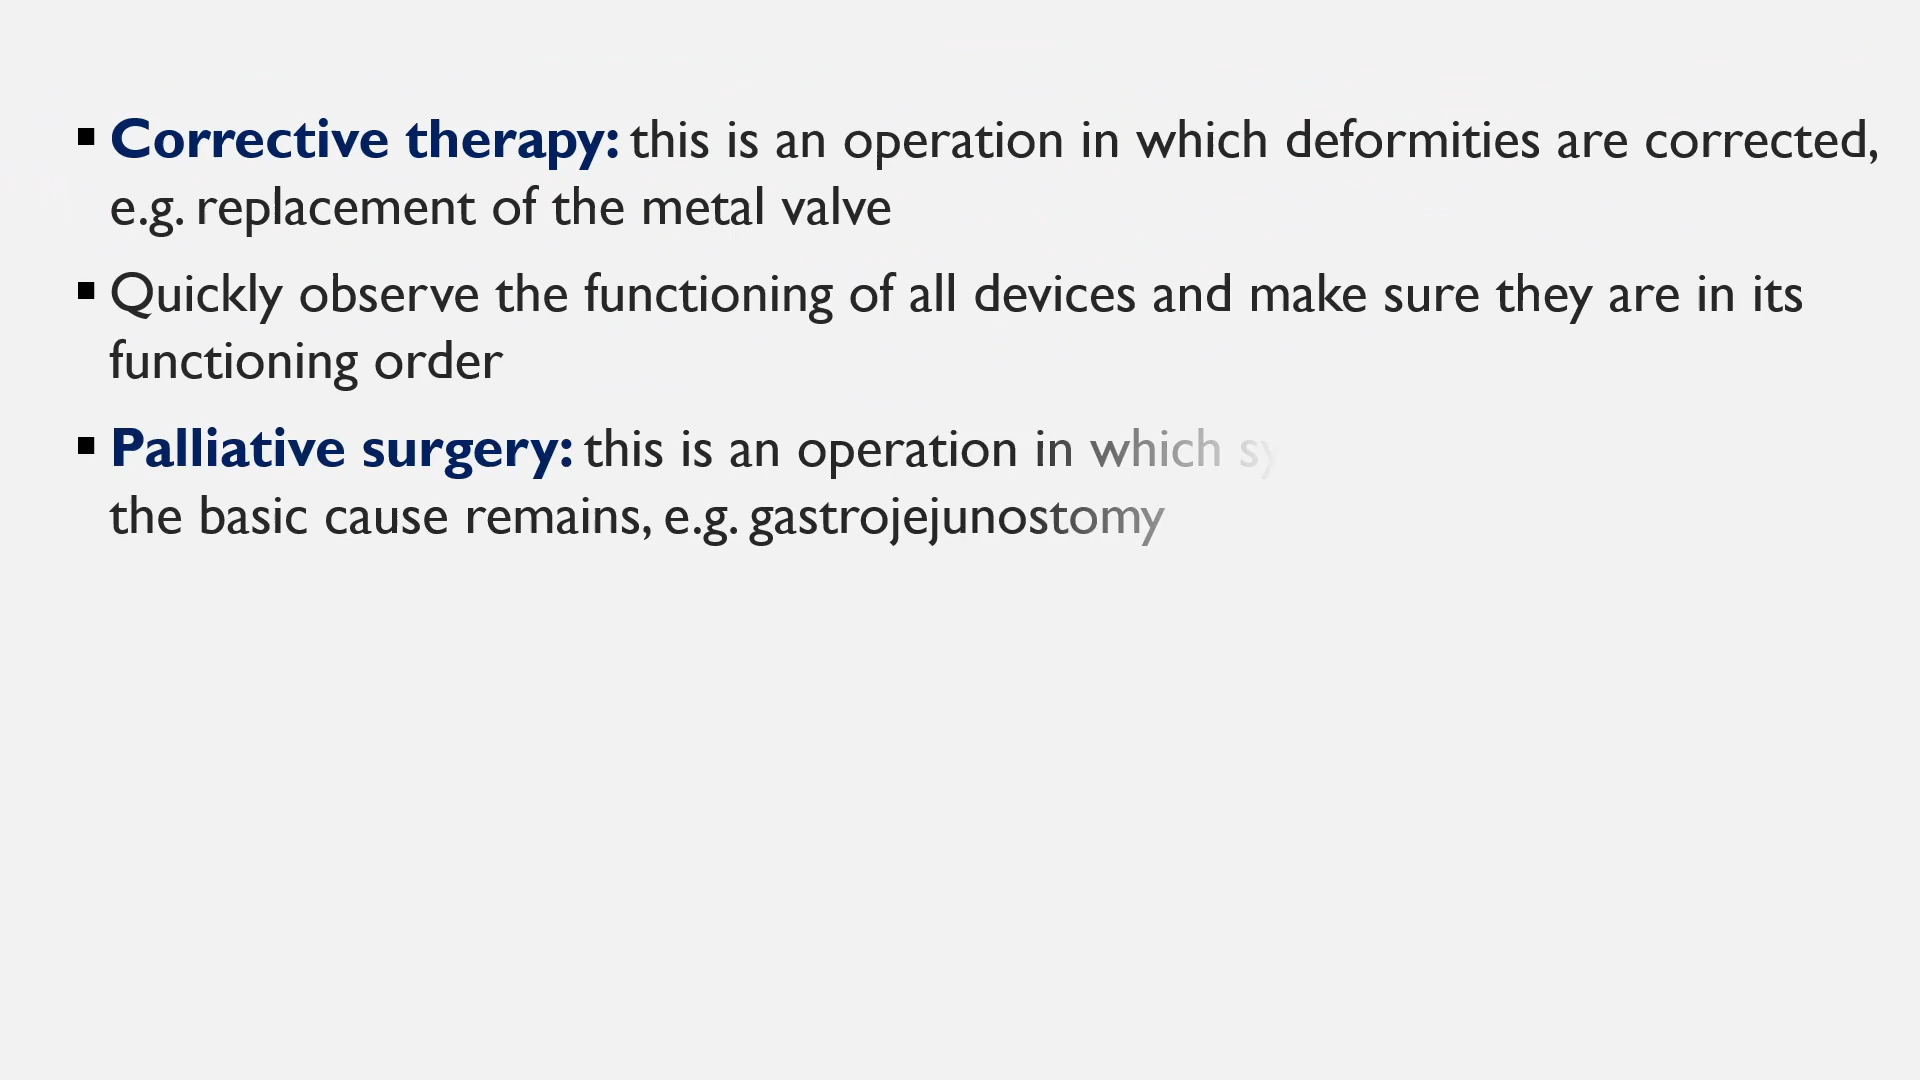 ▪ Corrective therapy: this is an operation in which deformities are corrected,
e.g. replacement of the metal valve
▪ Quickly observe the functioning of all devices and make sure they are in its
functioning order
▪ Palliative surgery: this is an operation in which
the basic cause remains, e.g. gastrojejunostomy